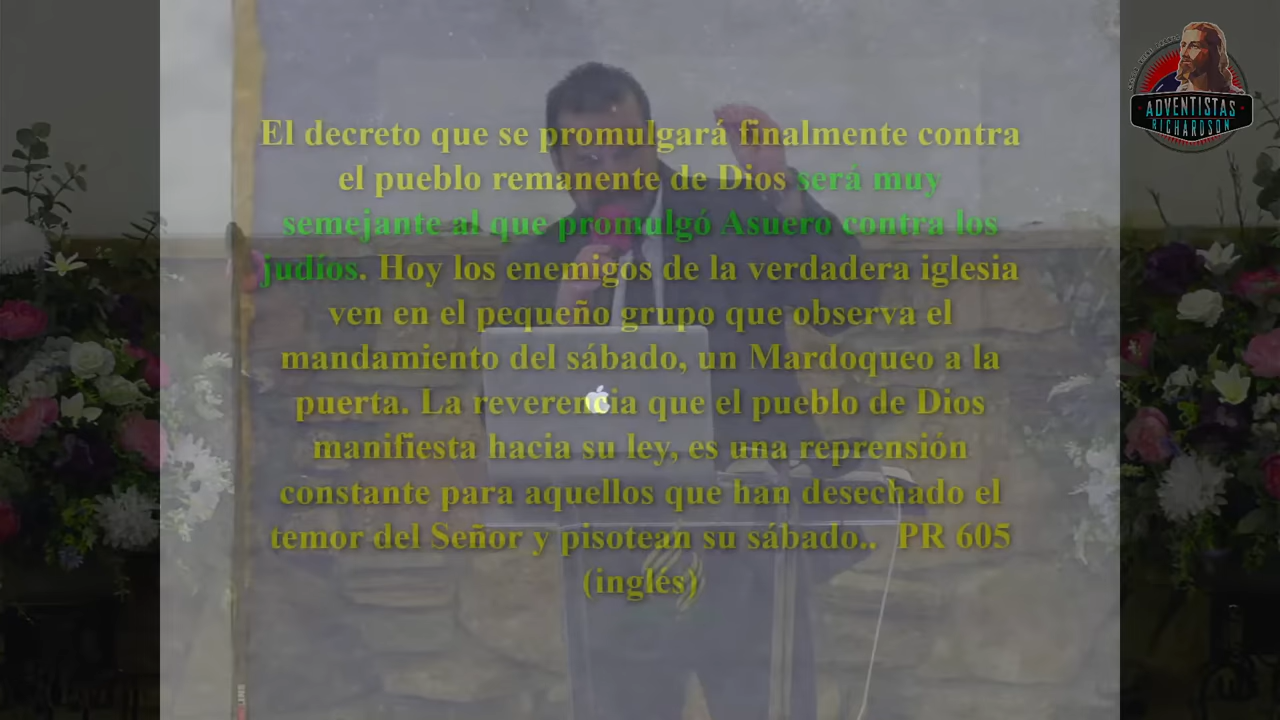 El decreto que se promulgará finalmente contra
el pueblo remanente de Dios será muy
semejante al que promulgó Asuero contra los
judíos. Hoy los enemigos de la verdadera iglesia
ven en el pequeño grupo que observa el
mandamiento del sábado, un Mardoqueo a la
puerta. La reverencia que el pueblo de Dios
manifiesta hacia su ley, es una reprensión
constante para aquellos que han desechado el
temor del Señor y pisotean su sábado..  PR 605
(inglés)
ADVENTISTAS
RICHARDSON